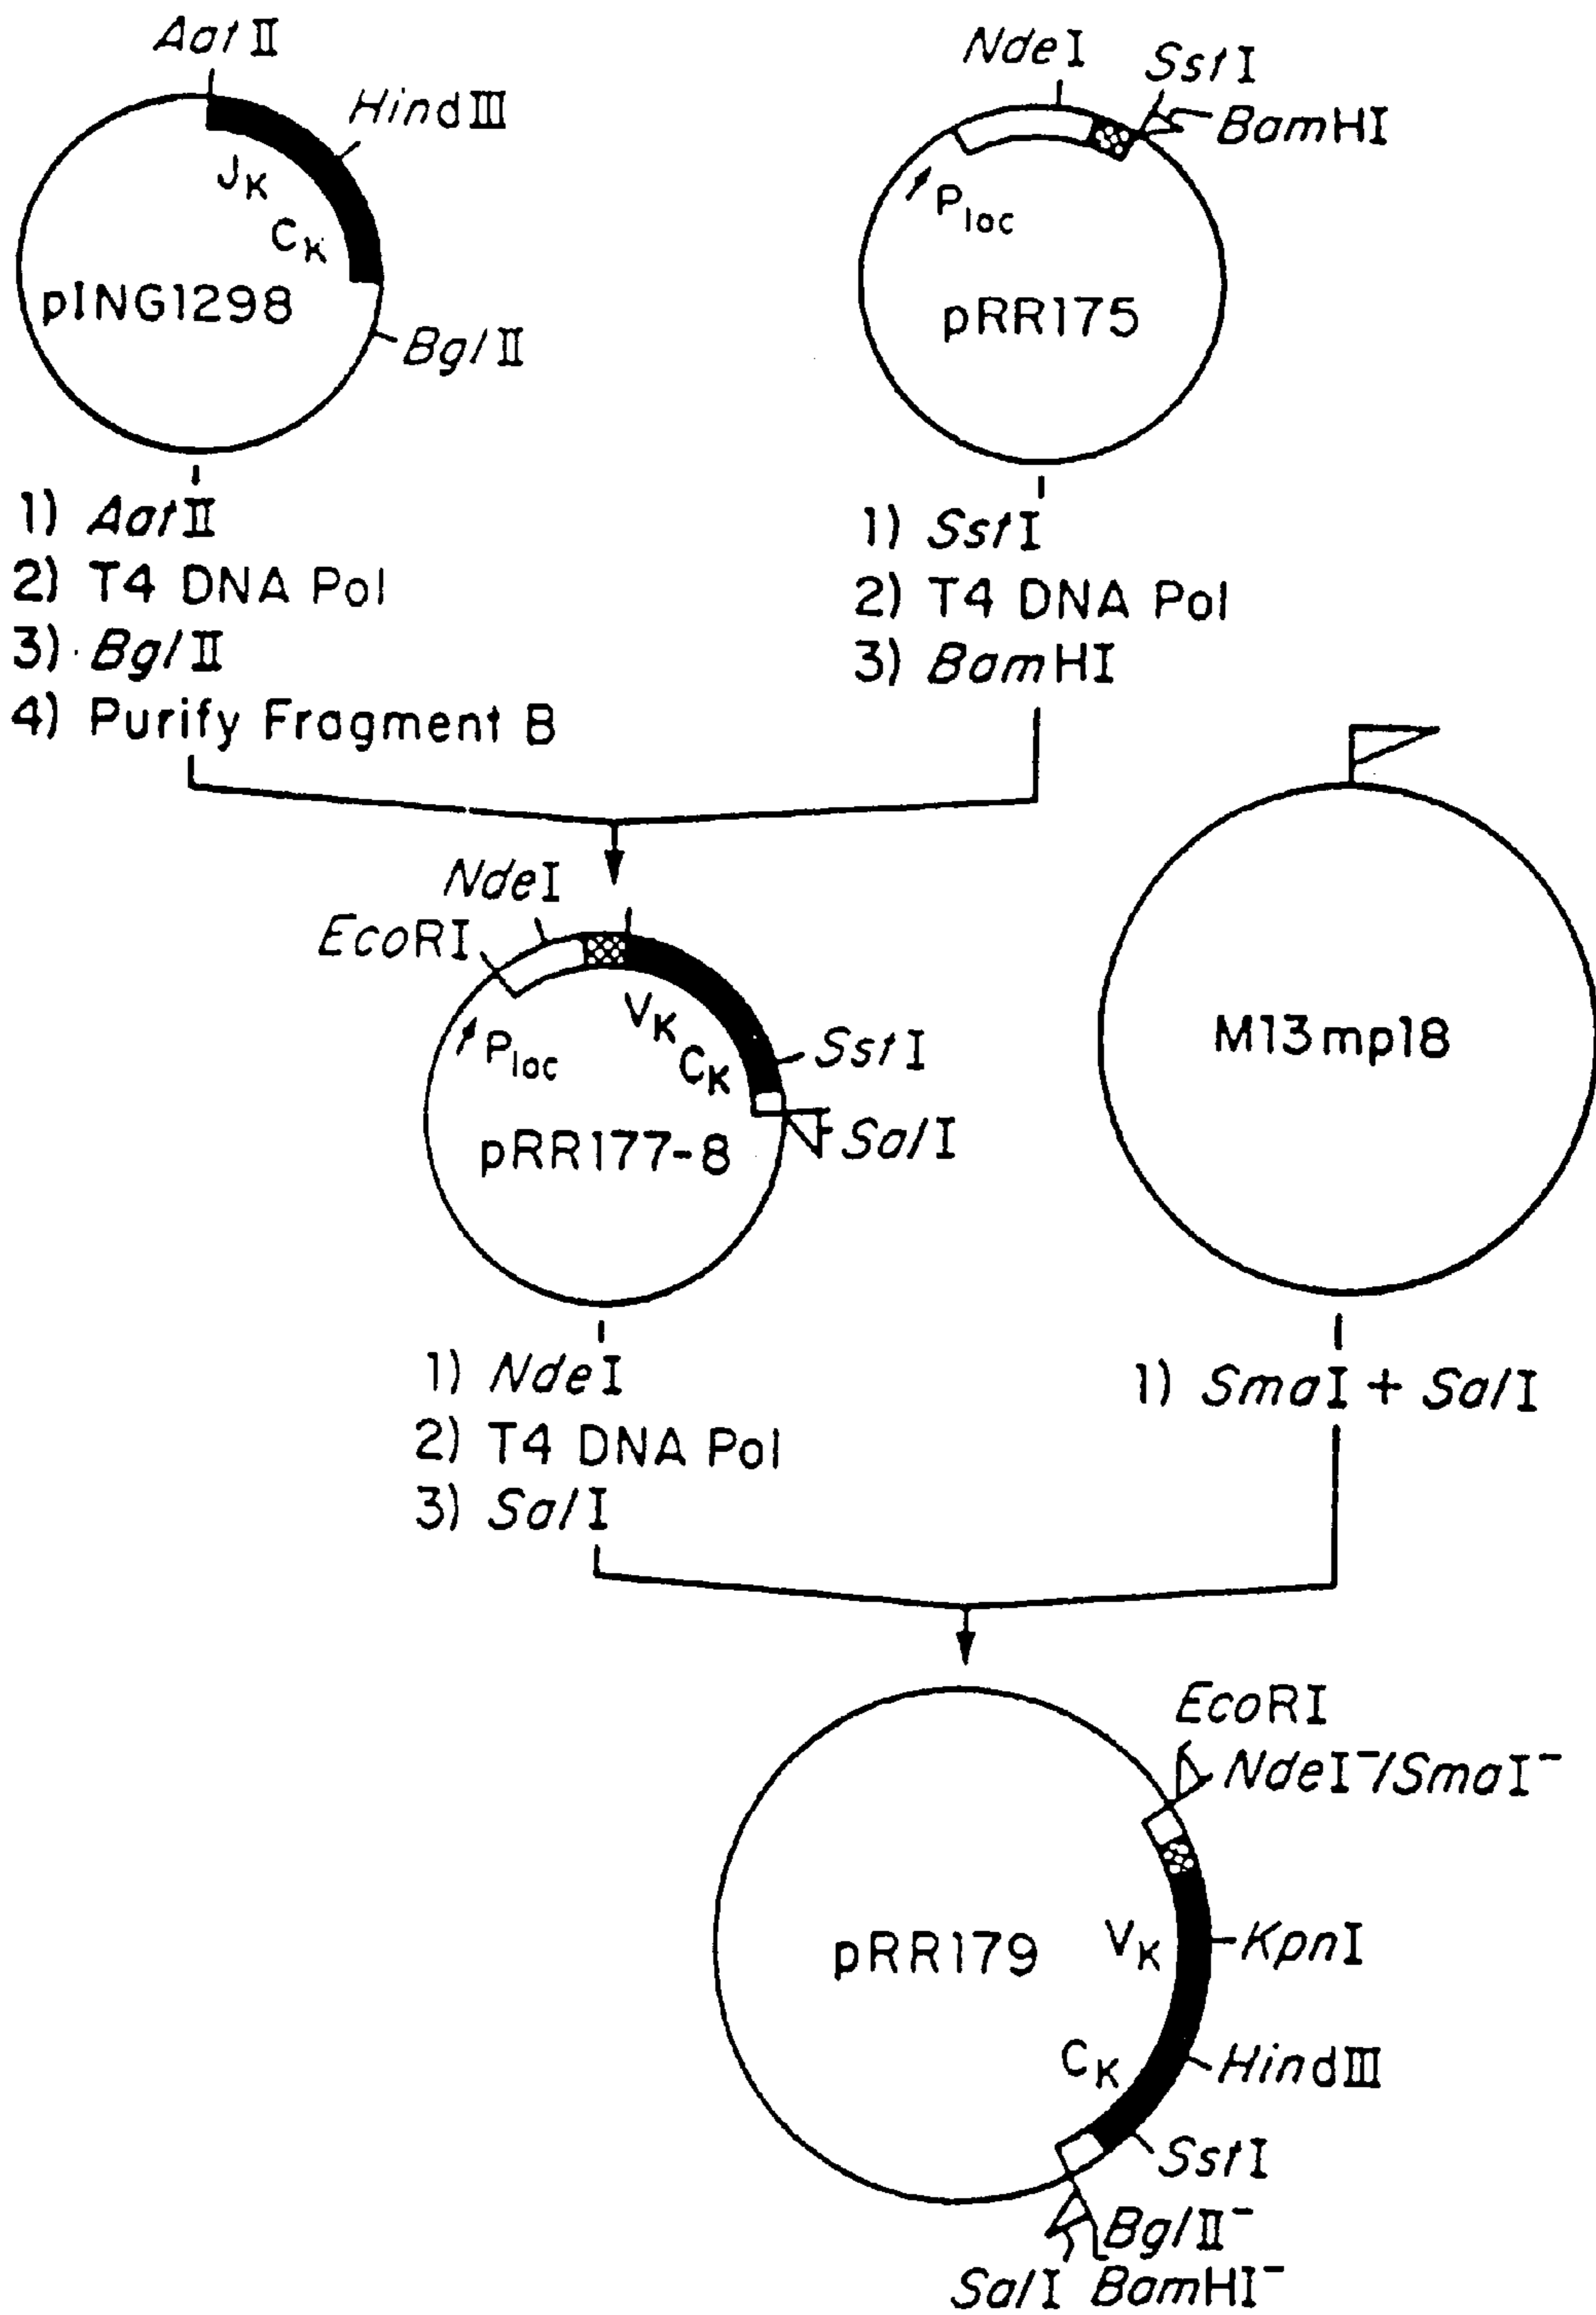 AatII
HindIII
JK
CK
pING1298
BglII
1) AatII
2) T4 DNA Pol
3) BglII
4) Purify Fragment B
NdeI
SstI
BamHI
Plac
pRR175
1) SstI
2) T4 DNA Pol
3) BamHI
NdeI
EcoRI
VK
CK
Plac
SstI
SalI
pRR177-8
1) NdeI
2) T4 DNA Pol
3) SalI
M13mp18
1) SmaI + SalI
EcoRI
NdeI⁻/SmaI⁻
pRR179
VK
KpnI
CK
HindIII
SstI
BglII⁻
SalI BamHI⁻